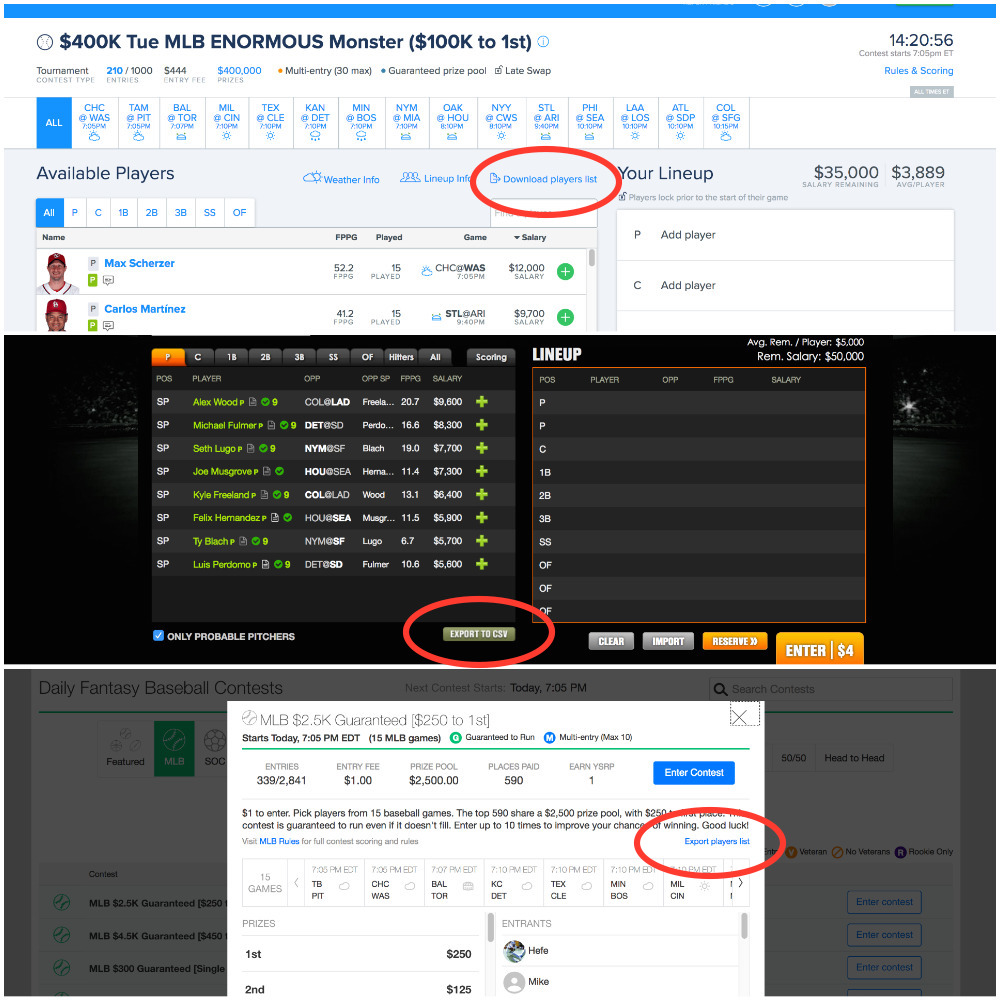 $400K Tue MLB ENORMOUS Monster ($100K to 1st)
14:20:56
Contest starts 7:05pm ET
Tournament 210 / 1000 $444 $400,000 Multi-entry (30 max) Guaranteed prize pool Late Swap
CONTEST TYPE ENTRIES ENTRY FEE PRIZES
Rules & Scoring
ALL TIMES ET
ALL
CHC @ WAS 7:05PM
TAM @ PIT 7:05PM
BAL @ TOR 7:07PM
MIL @ CIN 7:10PM
TEX @ CLE 7:10PM
KAN @ DET 7:10PM
MIN @ BOS 7:10PM
NYM @ MIA 7:10PM
OAK @ HOU 8:10PM
NYY @ CWS 8:10PM
STL @ ARI 9:40PM
PHI @ SEA 10:10PM
LAA @ LOS 10:10PM
ATL @ SDP 10:10PM
COL @ SFG 10:15PM
Available Players
Weather Info
Lineup Info
Download players list
All P C 1B 2B 3B SS OF
Name FPPG Played Game Salary
P Max Scherzer 52.2 15 CHC@WAS $12,000
P FPPG PLAYED 7:05PM SALARY
P Carlos Martínez 41.2 15 STL@ARI $9,700
P FPPG PLAYED 9:40PM SALARY
Your Lineup
$35,000 $3,889
SALARY REMAINING AVG/PLAYER
Players lock prior to the start of their game
P Add player
C Add player
P C 1B 2B 3B SS OF Hitters All Scoring
POS PLAYER OPP OPP SP FPPG SALARY
SP Alex Wood P 9 COL@LAD Freela... 20.7 $9,600
SP Michael Fulmer P 9 DET@SD Perdo... 16.6 $8,300
SP Seth Lugo P NYM@SF Blach 19.0 $7,700
SP Joe Musgrove P HOU@SEA Herna... 11.4 $7,300
SP Kyle Freeland P 9 COL@LAD Wood 13.1 $6,400
SP Felix Hernandez P HOU@SEA Musgr... 11.5 $5,900
SP Ty Blach P 9 NYM@SF Lugo 6.7 $5,700
SP Luis Perdomo P 9 DET@SD Fulmer 10.6 $5,600
ONLY PROBABLE PITCHERS
EXPORT TO CSV
LINEUP
Avg. Rem. / Player: $5,000
Rem. Salary: $50,000
POS PLAYER OPP FPPG SALARY
P
P
C
1B
2B
3B
SS
OF
OF
OF
CLEAR IMPORT RESERVE ENTER $4
Daily Fantasy Baseball Contests
Next Contest Starts: Today, 7:05 PM
Search Contests
Featured MLB SOC
50/50 Head to Head
MLB $2.5K Guaranteed [$250 to 1st]
Starts Today, 7:05 PM EDT (15 MLB games) G Guaranteed to Run M Multi-entry (Max 10)
ENTRIES ENTRY FEE PRIZE POOL PLACES PAID EARN YSRP
339/2,841 $1.00 $2,500.00 590 1
Enter Contest
$1 to enter. Pick players from 15 baseball games. The top 590 share a $2,500 prize pool, with $250 to first place.
contest is guaranteed to run even if it doesn't fill. Enter up to 10 times to improve your chances of winning. Good luck!
Visit MLB Rules for full contest scoring and rules
Export players list
V Veteran No Veterans R Rookie Only
15 GAMES
7:05 PM EDT TB PIT
7:05 PM EDT CHC WAS
7:07 PM EDT BAL TOR
7:10 PM EDT KC DET
7:10 PM EDT TEX CLE
7:10 PM EDT MIN BOS
7:10 PM EDT MIL CIN
PRIZES
1st $250
2nd $125
ENTRANTS
Hefe
Mike
Contest
MLB $2.5K Guaranteed [$250 Enter contest
MLB $4.5K Guaranteed [$450 Enter contest
MLB $300 Guaranteed [Single Enter contest